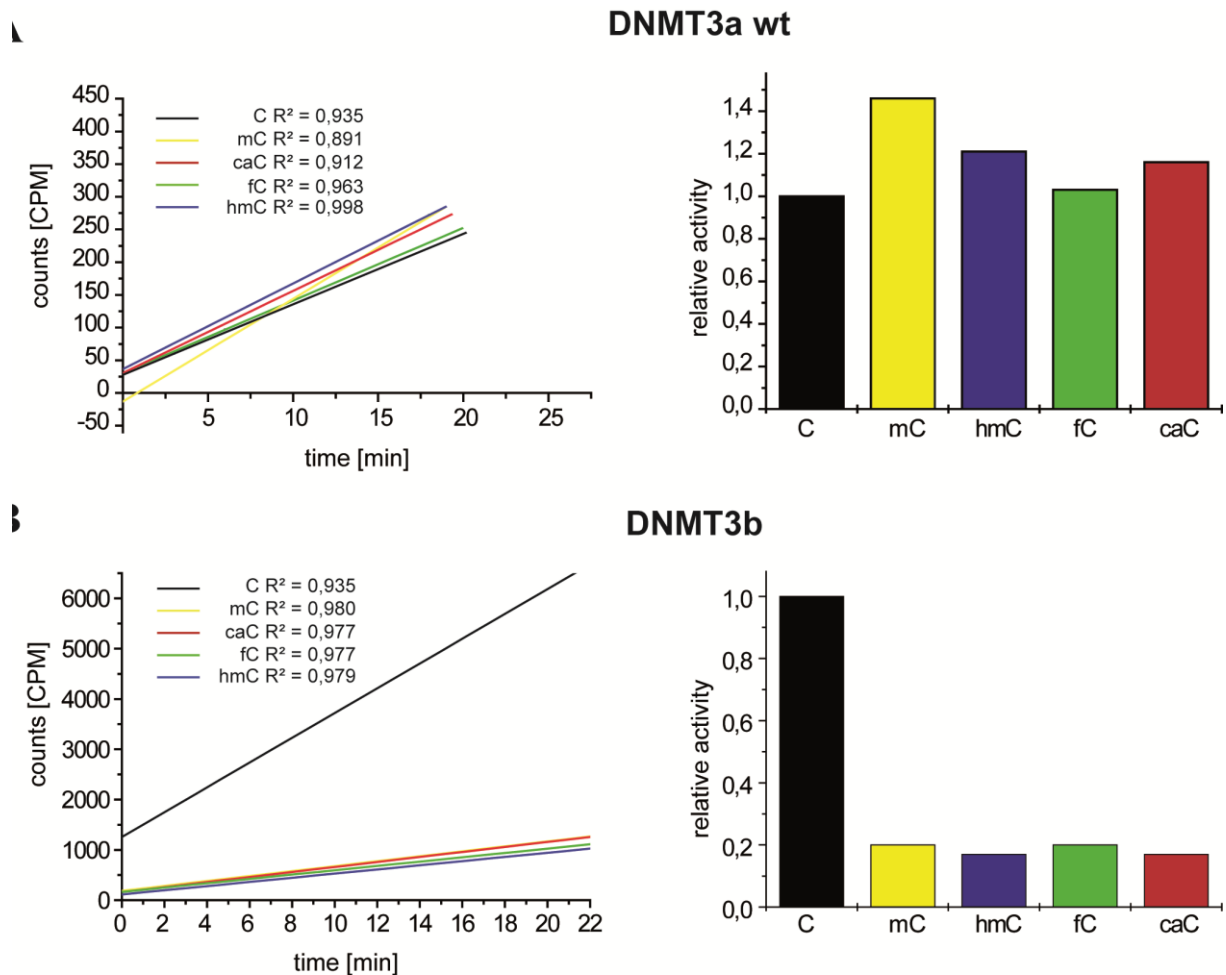 A
DNMT3a wt
counts [CPM]
450
400
350
300
250
200
150
100
50
0
-50
C R² = 0,935
mC R² = 0,891
caC R² = 0,912
fC R² = 0,963
hmC R² = 0,998
5
10
15
20
25
time [min]
relative activity
1,4
1,2
1,0
0,8
0,6
0,4
0,2
0,0
C
mC
hmC
fC
caC
B
DNMT3b
counts [CPM]
6000
5000
4000
3000
2000
1000
0
C R² = 0,935
mC R² = 0,980
caC R² = 0,977
fC R² = 0,977
hmC R² = 0,979
0
2
4
6
8
10
12
14
16
18
20
22
time [min]
relative activity
1,0
0,8
0,6
0,4
0,2
0,0
C
mC
hmC
fC
caC